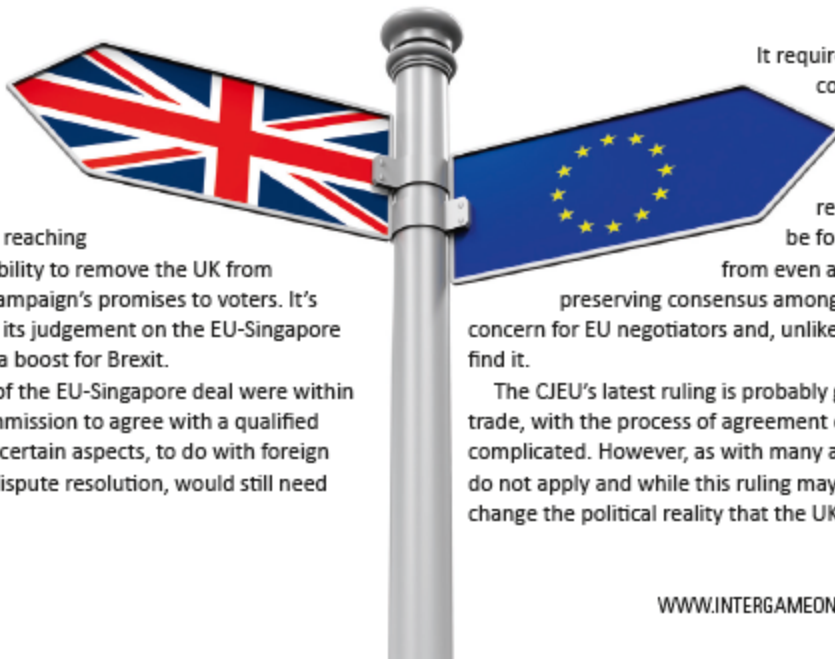 reaching
bility to remove the UK from
ampaign's promises to voters. It's
its judgement on the EU-Singapore
a boost for Brexit.
of the EU-Singapore deal were within
mmission to agree with a qualified
certain aspects, to do with foreign
ispute resolution, would still need
It requir
co
re
be fo
from even a
preserving consensus among
concern for EU negotiators and, unlike
find it.
The CJEU's latest ruling is probably
trade, with the process of agreement
complicated. However, as with many a
do not apply and while this ruling may
change the political reality that the UK
WWW.INTERGAMEON